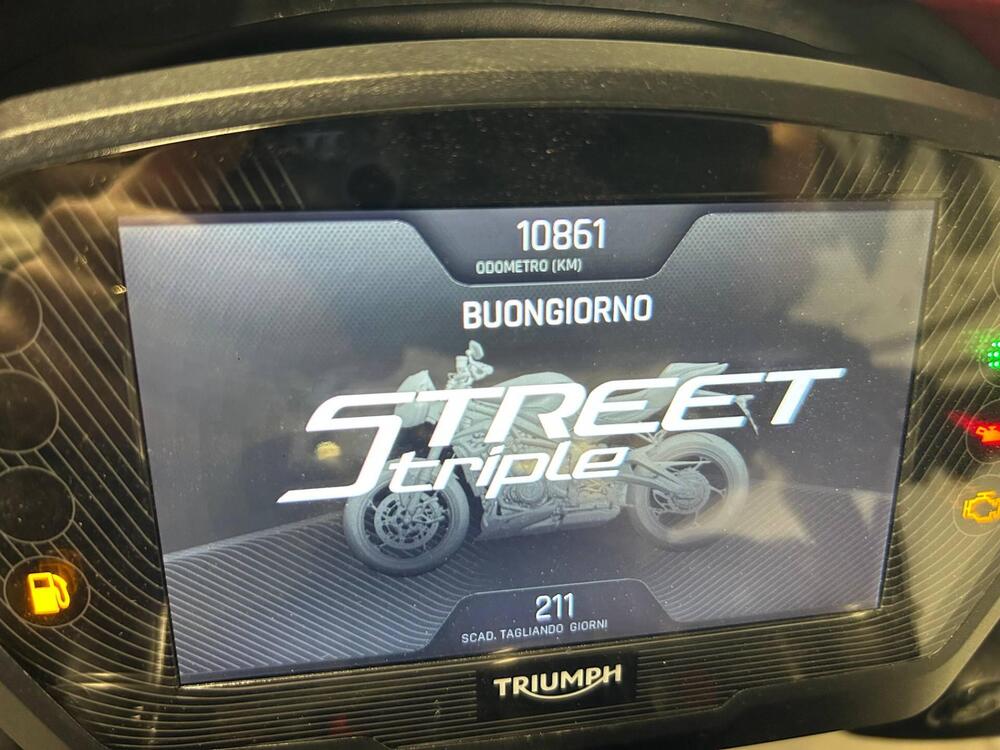 10861
ODOMETRO (KM)
BUONGIORNO
STREET
triple
211
SCAD. TAGLIANDO GIORNI
TRIUMPH